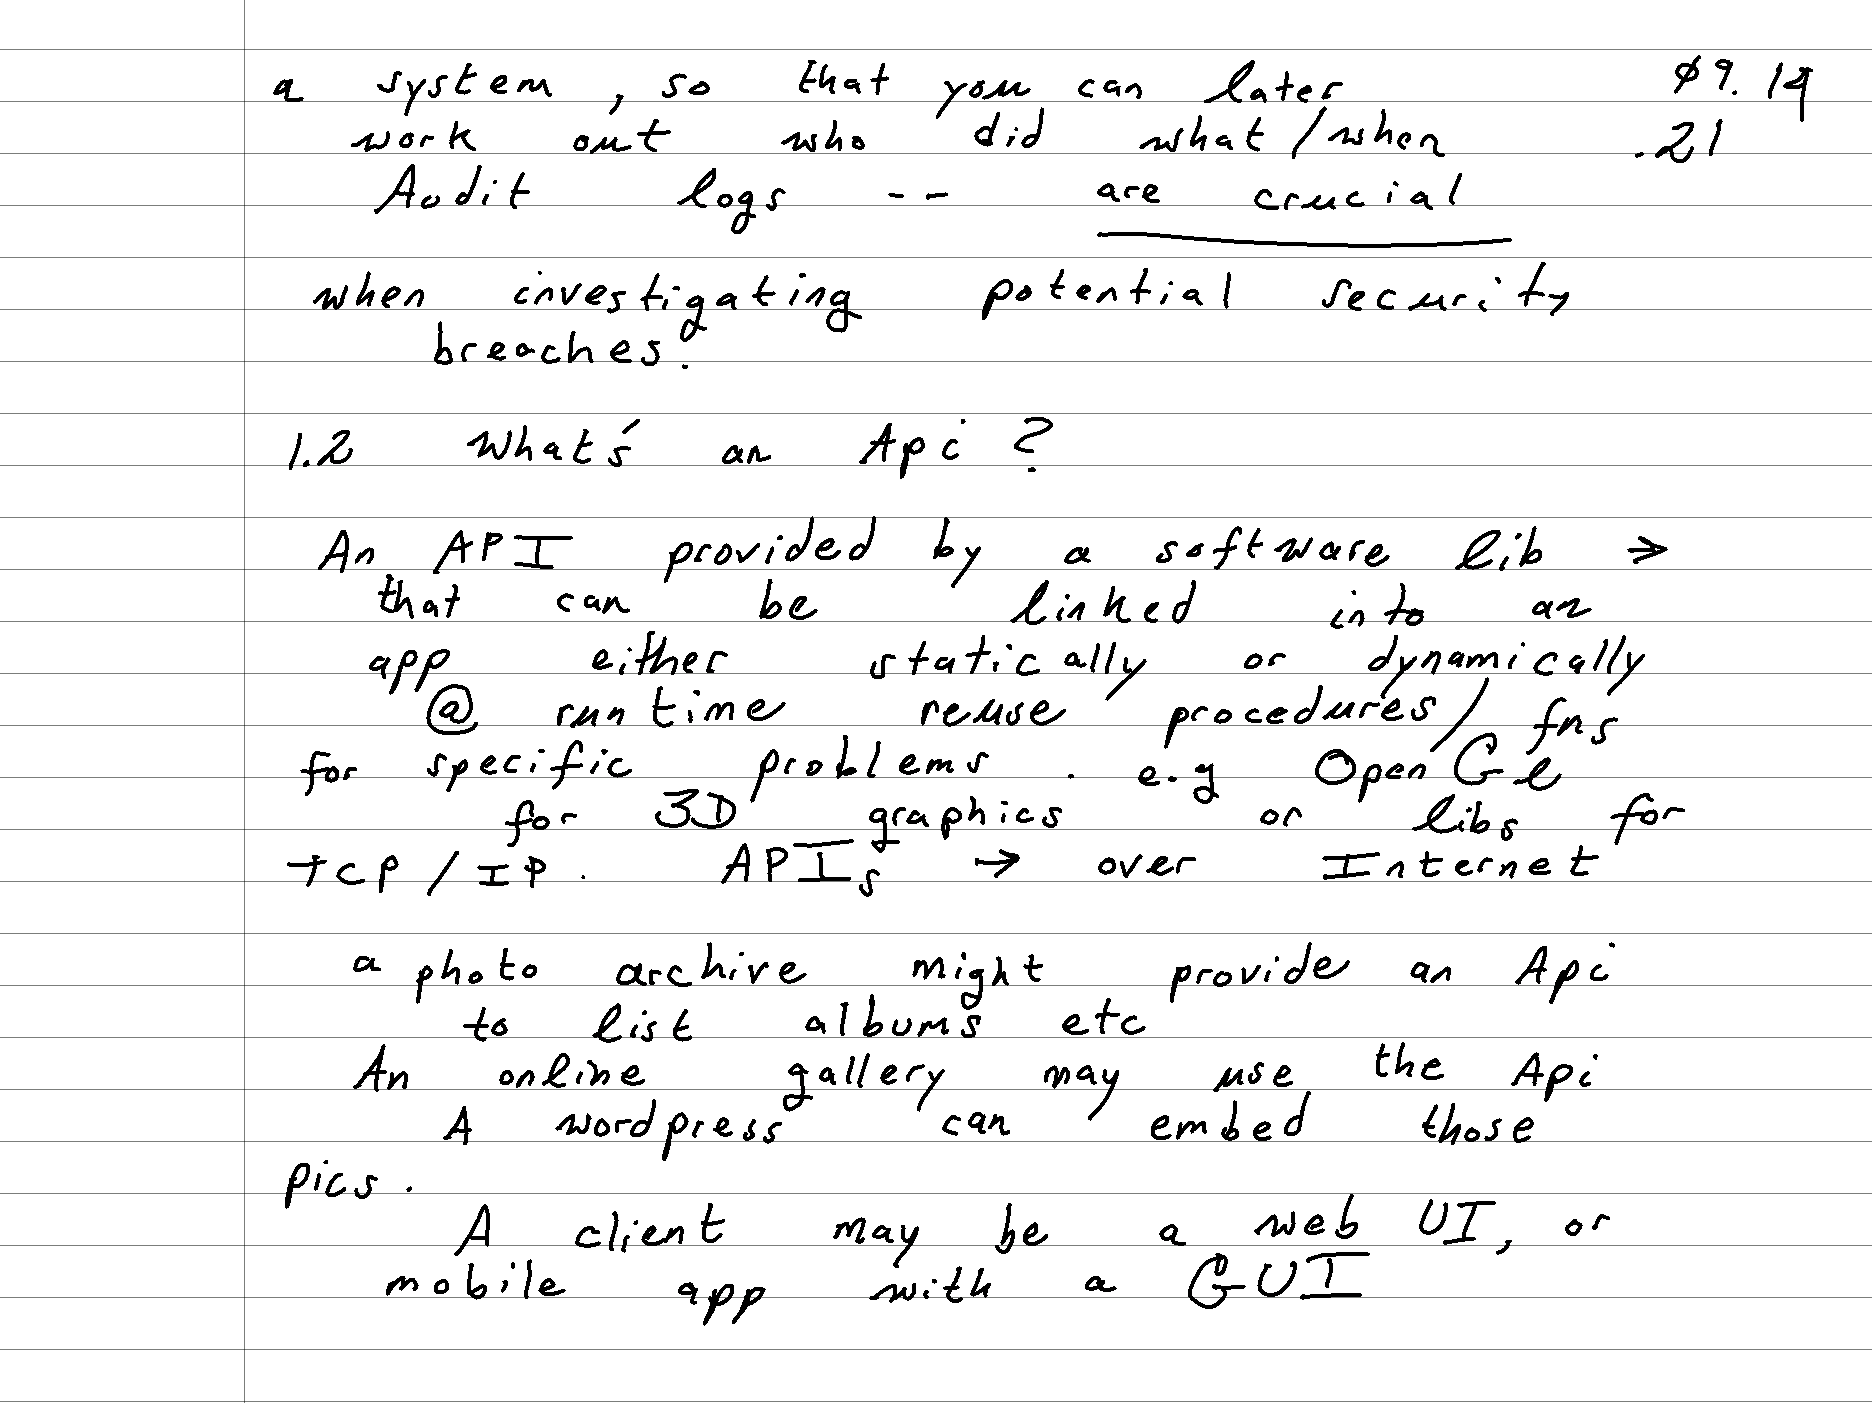 a system, so that you can later ø9. 14
work out who did what/when .21
Audit logs -- are crucial
when investigating potential security
breaches.
1.2 What's an Api ?
An API provided by a software lib →
that can be linked into an
app either statically or dynamically
@ runtime reuse procedures/ fns
for specific problems . e.g OpenGl
for 3D graphics or libs for
TCP / IP . APIs → over Internet
a photo archive might provide an Api
to list albums etc
An online gallery may use the Api
A wordpress can embed those
pics .
A client may be a web UI, or
mobile app with a GUI